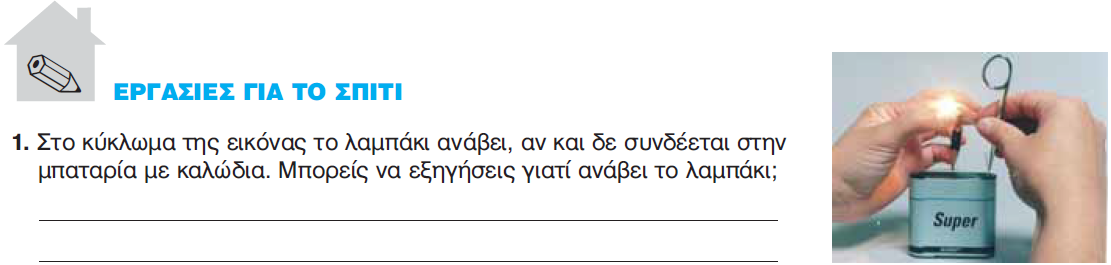 ΕΡΓΑΣΙΕΣ ΓΙΑ ΤΟ ΣΠΙΤΙ
1. Στο κύκλωμα της εικόνας το λαμπάκι ανάβει, αν και δε συνδέεται στην
μπαταρία με καλώδια. Μπορείς να εξηγήσεις γιατί ανάβει το λαμπάκι;
Super